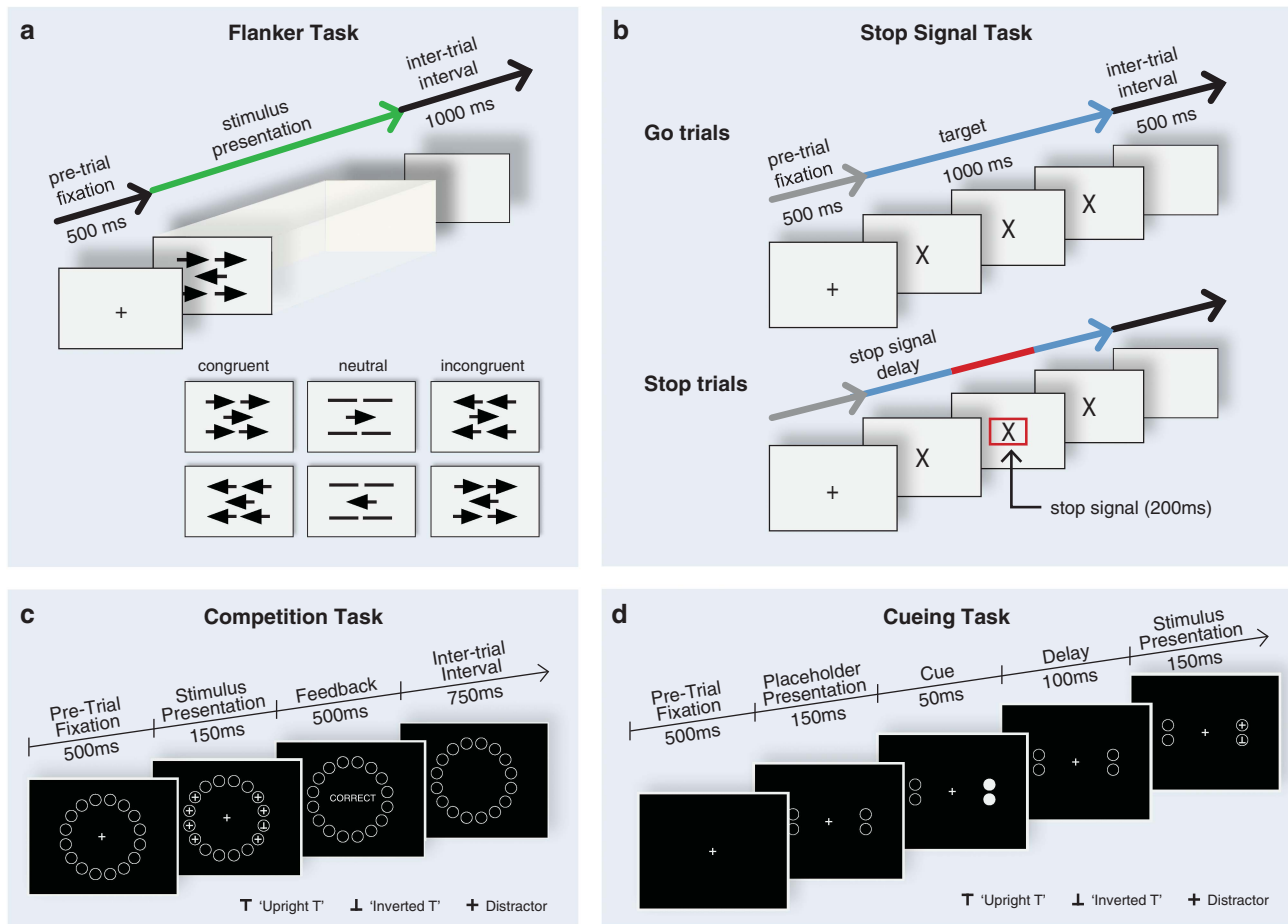 a
Flanker Task
pre-trial
fixation
500 ms
stimulus
presentation
inter-trial
interval
1000 ms
+
congruent
neutral
incongruent
b
Stop Signal Task
Go trials
pre-trial
fixation
500 ms
target
1000 ms
inter-trial
interval
500 ms
+
X
X
X
Stop trials
stop signal
delay
+
X
X
X
stop signal (200ms)
c
Competition Task
Pre-Trial
Fixation
500ms
Stimulus
Presentation
150ms
Feedback
500ms
Inter-trial
Interval
750ms
CORRECT
T 'Upright T' ⊥ 'Inverted T' + Distractor
d
Cueing Task
Pre-Trial
Fixation
500ms
Placeholder
Presentation
150ms
Cue
50ms
Delay
100ms
Stimulus
Presentation
150ms
T 'Upright T' ⊥ 'Inverted T' + Distractor